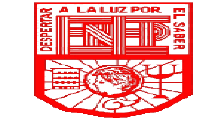 DESPERTAR
A LA LUZ POR
EL SABER
ENP